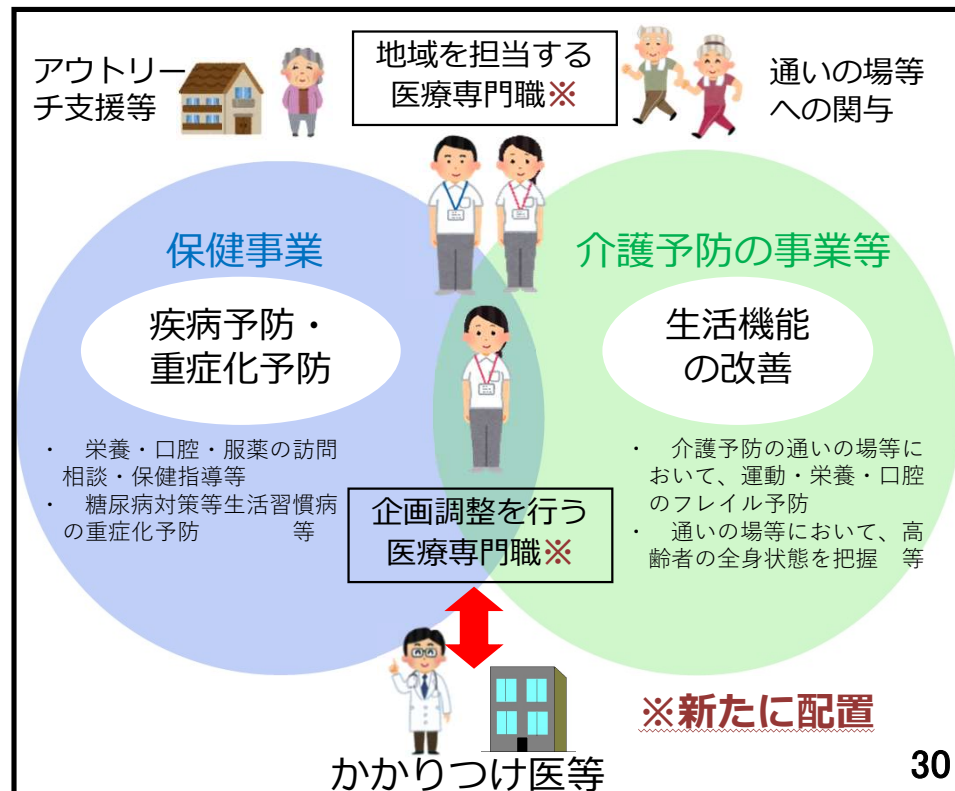 アウトリー
チ支援等
地域を担当する
医療専門職※
通いの場等
への関与
保健事業
疾病予防・
重症化予防
・ 栄養・口腔・服薬の訪問
相談・保健指導等
・ 糖尿病対策等生活習慣病
の重症化予防 等
介護予防の事業等
生活機能
の改善
・ 介護予防の通いの場等に
おいて、運動・栄養・口腔
のフレイル予防
・ 通いの場等において、高
齢者の全身状態を把握 等
企画調整を行う
医療専門職※
かかりつけ医等
※新たに配置
30